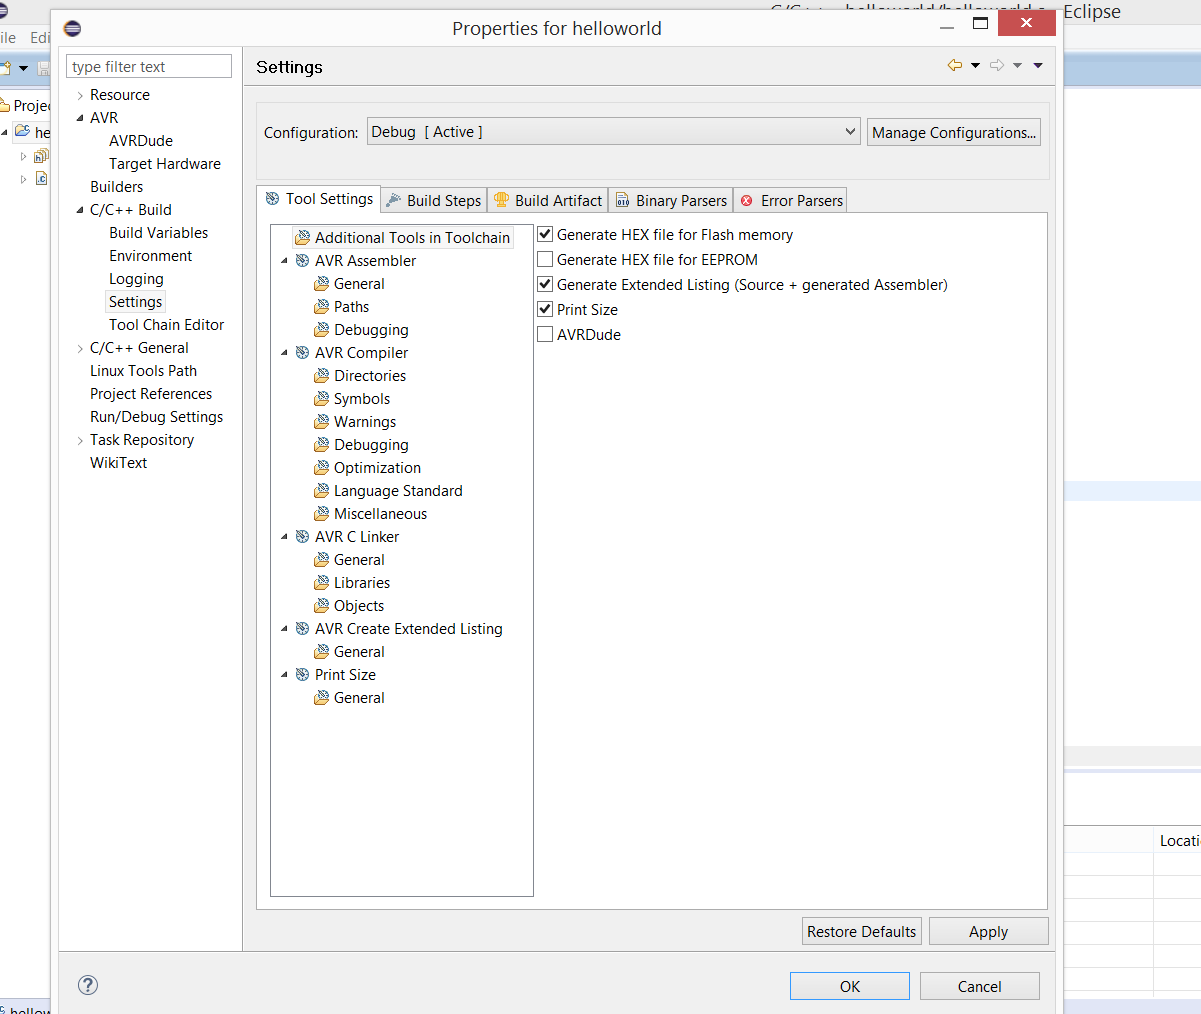 Eclipse
Properties for helloworld
ile Edi
type filter text
Settings
Resource
AVR
AVRDude
Target Hardware
Builders
C/C++ Build
Build Variables
Environment
Logging
Settings
Tool Chain Editor
C/C++ General
Linux Tools Path
Project References
Run/Debug Settings
Task Repository
WikiText
Projec
he
Configuration: Debug [ Active ] Manage Configurations...
Tool Settings Build Steps Build Artifact Binary Parsers Error Parsers
Additional Tools in Toolchain
AVR Assembler
General
Paths
Debugging
AVR Compiler
Directories
Symbols
Warnings
Debugging
Optimization
Language Standard
Miscellaneous
AVR C Linker
General
Libraries
Objects
AVR Create Extended Listing
General
Print Size
General
Generate HEX file for Flash memory
Generate HEX file for EEPROM
Generate Extended Listing (Source + generated Assembler)
Print Size
AVRDude
Locati
Restore Defaults Apply
OK Cancel
hellow